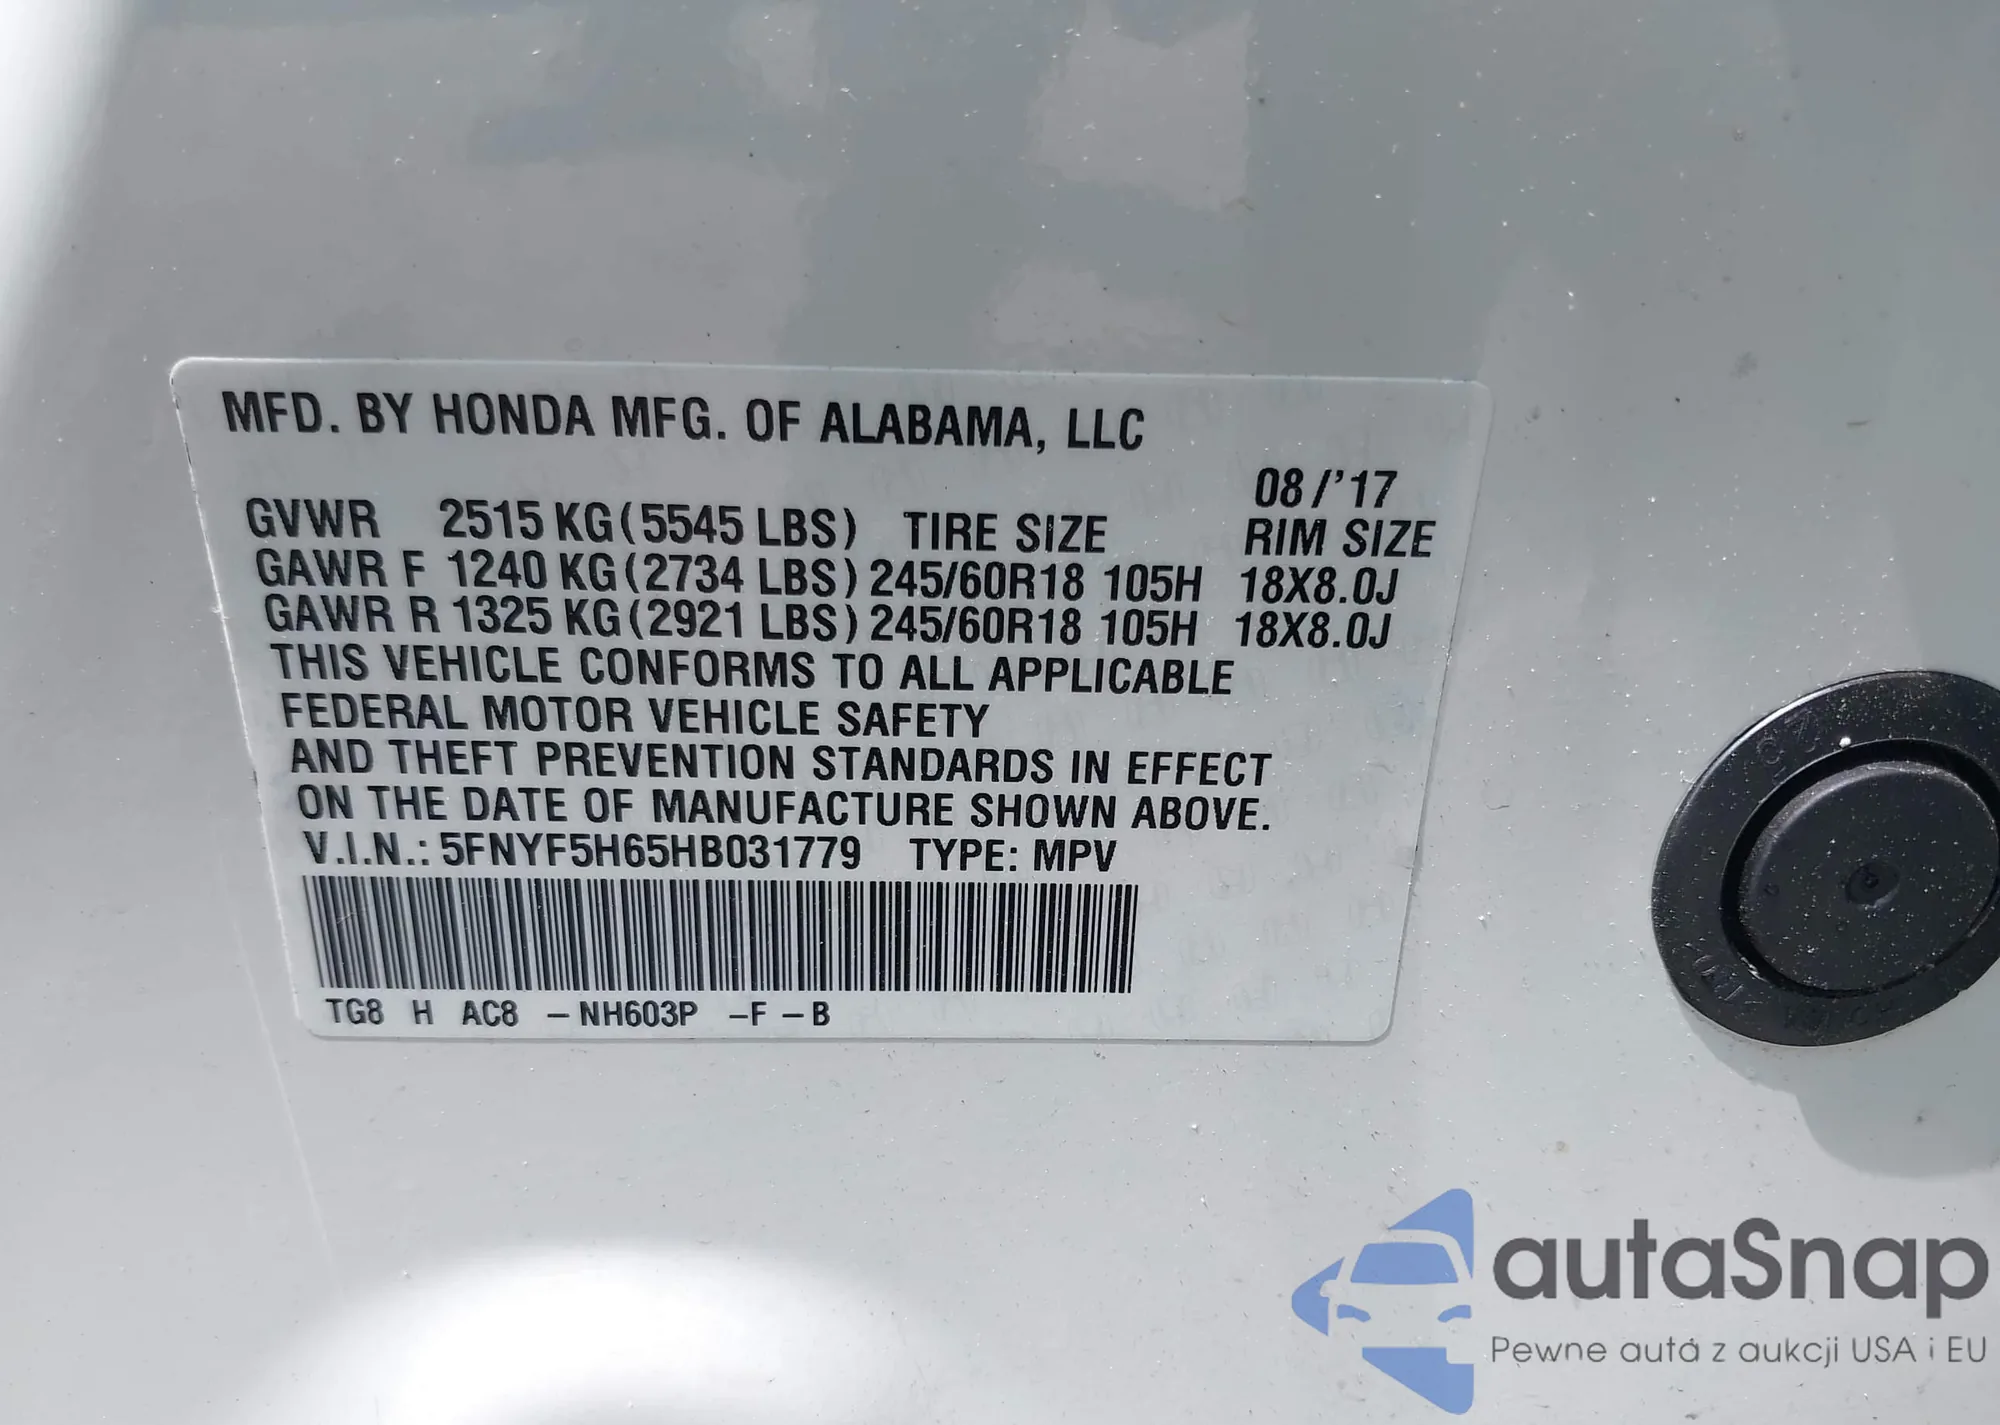 MFD. BY HONDA MFG. OF ALABAMA, LLC
08/'17
GVWR 2515 KG (5545 LBS) TIRE SIZE RIM SIZE
GAWR F 1240 KG (2734 LBS) 245/60R18 105H 18X8.0J
GAWR R 1325 KG (2921 LBS) 245/60R18 105H 18X8.0J
THIS VEHICLE CONFORMS TO ALL APPLICABLE
FEDERAL MOTOR VEHICLE SAFETY
AND THEFT PREVENTION STANDARDS IN EFFECT
ON THE DATE OF MANUFACTURE SHOWN ABOVE.
V.I.N.: 5FNYF5H65HB031779 TYPE: MPV
TG8 H AC8 – NH603P –F – B
autaSnap
Pewne auta z aukcji USA i EU